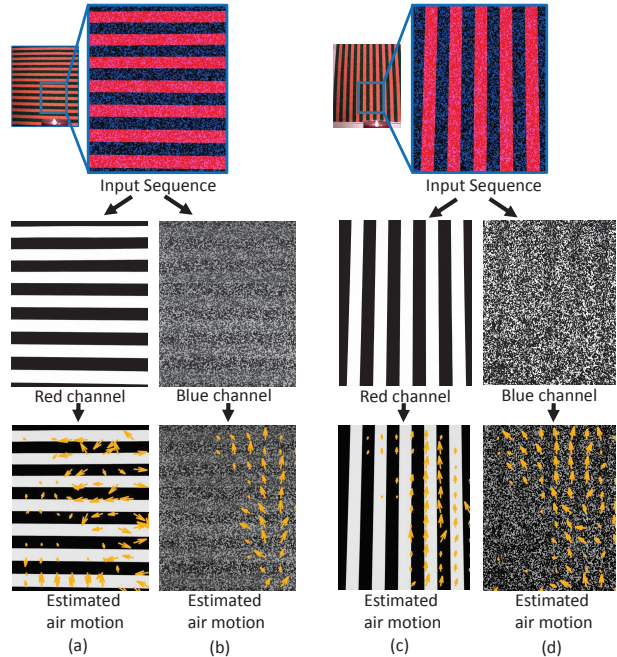 Input Sequence
Input Sequence
Red channel
Blue channel
Red channel
Blue channel
Estimated
air motion
(a)
Estimated
air motion
(b)
Estimated
air motion
(c)
Estimated
air motion
(d)